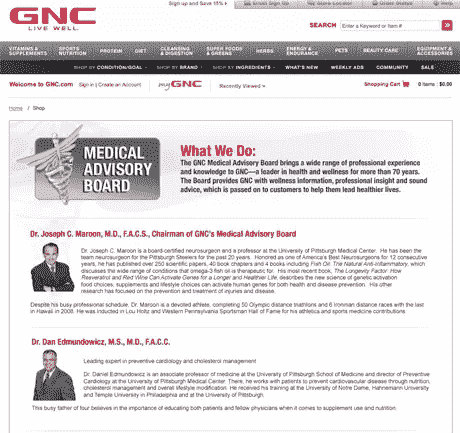 Sign up and Save 15%
Email Sign Up
Store Locator
Order Status
Help
GNC
LIVE WELL.
SEARCH
Enter a Keyword or Item #
VITAMINS & SUPPLEMENTS
SPORTS NUTRITION
PROTEIN
DIET
CLEANSING & DIGESTION
SUPER FOODS & GREENS
HERBS
ENERGY & ENDURANCE
PETS
BEAUTY CARE
EQUIPMENT & ACCESSORIES
SHOP BY CONDITION/GOAL
SHOP BY BRAND
SHOP BY INGREDIENTS
WHAT'S NEW
WEEKLY ADS
COMMUNITY
SALE
Welcome to GNC.com
Sign in | Create an Account
myGNC
Recently Viewed
Shopping Cart
0 Items | $0.00
Home / Shop
MEDICAL
ADVISORY
BOARD
What We Do:
The GNC Medical Advisory Board brings a wide range of professional experience
and knowledge to GNC—a leader in health and wellness for more than 70 years.
The Board provides GNC with wellness information, professional insight and sound
advice, which is passed on to customers to help them lead healthier lives.
Dr. Joseph C. Maroon, M.D., F.A.C.S., Chairman of GNC's Medical Advisory Board
Dr. Joseph C. Maroon is a board-certified neurosurgeon and a professor at the University of Pittsburgh Medical Center. He has been the
team neurosurgeon for the Pittsburgh Steelers for the past 20 years. Honored as one of America's Best Neurosurgeons for 12 consecutive
years, he has published over 250 scientific papers, 40 book chapters and 4 books including Fish Oil: The Natural Anti-Inflammatory, which
discusses the wide range of conditions that omega-3 fish oil is therapeutic for. His most recent book, The Longevity Factor: How
Resveratrol and Red Wine Can Activate Genes for a Longer and Healthier Life, describes the new science of genetic activation
food choices, supplements and lifestyle choices can activate human genes for both health and disease prevention. His other
research has focused on the prevention and treatment of injuries and disease.
Despite his busy professional schedule, Dr. Maroon is a devoted athlete, completing 50 Olympic distance triathlons and 6 Ironman distance races with the last
in Hawaii in 2008. He was inducted in Lou Holtz and Western Pennsylvania Sportsman Hall of Fame for his athletics and sports medicine contributions
Dr. Dan Edmundowicz, M.S., M.D., F.A.C.C.
Leading expert in preventive cardiology and cholesterol management
Dr. Daniel Edmundowicz is an associate professor of medicine at the University of Pittsburgh School of Medicine and director of Preventive
Cardiology at the University of Pittsburgh Medical Center. There, he works with patients to prevent cardiovascular disease through nutrition,
cholesterol management and overall lifestyle modification. He received his training at University of Notre Dame, Hahnemann University
and Temple University in Philadelphia and at the University of Pittsburgh.
This busy father of four believes in the importance of educating both patients and fellow physicians when it comes to supplement use and nutrition.